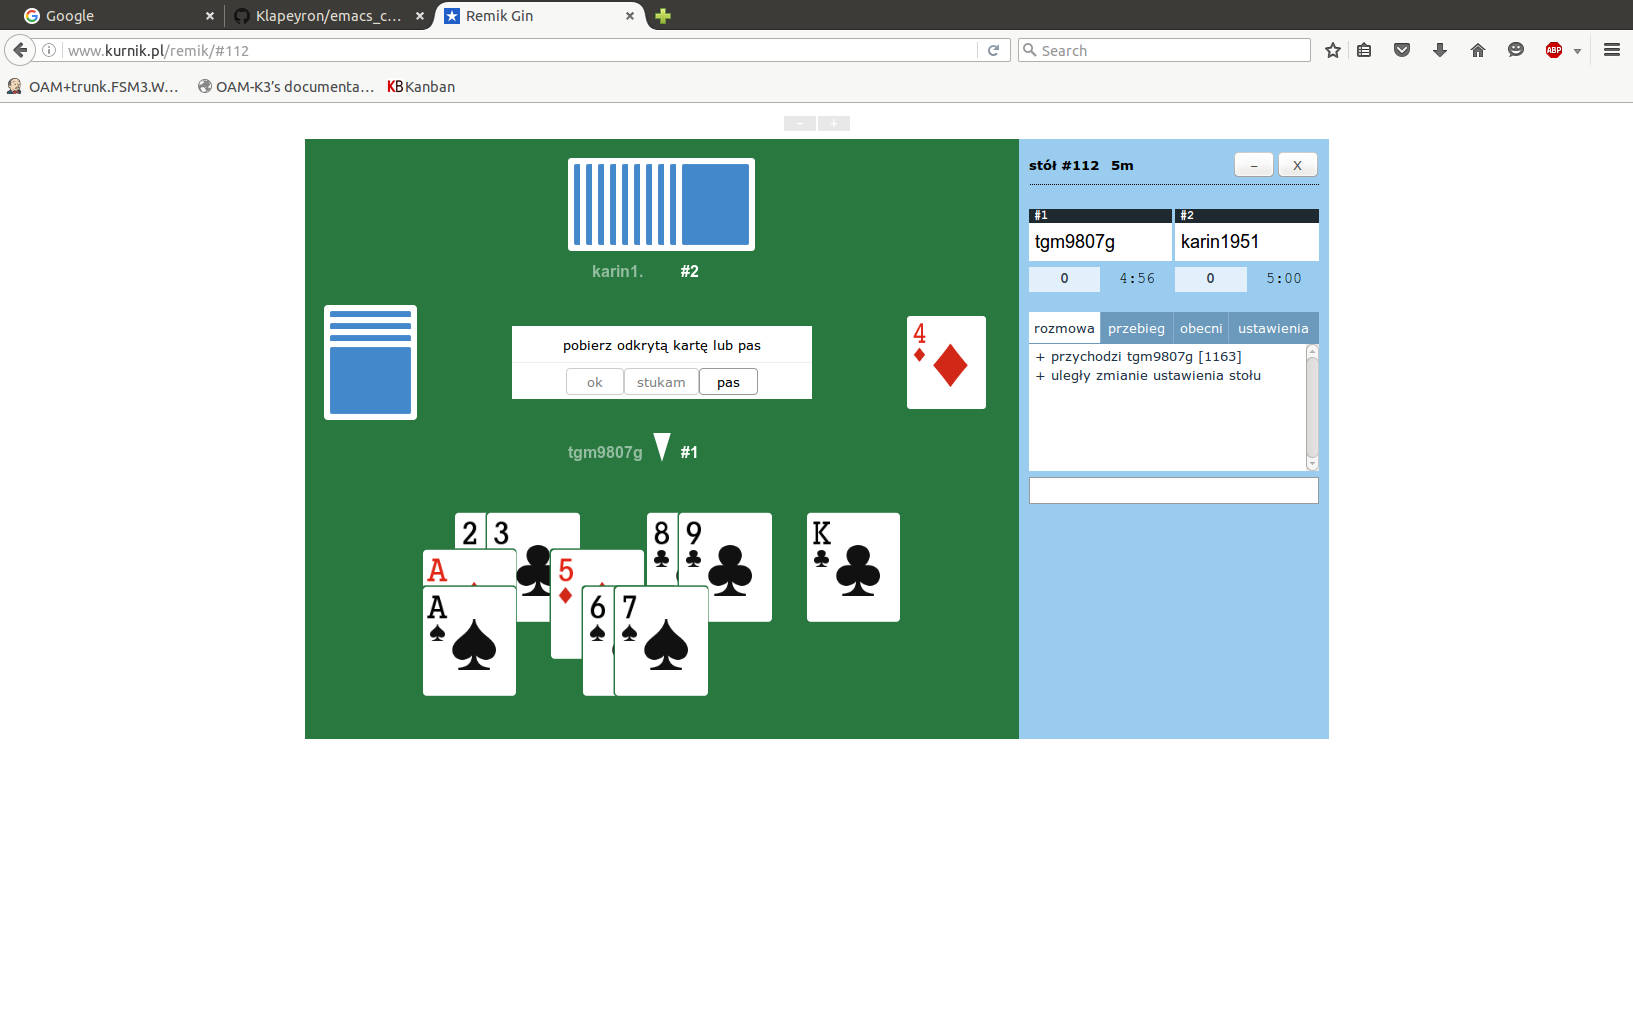 Google
Klapeyron/emacs_c...
Remik Gin
www.kurnik.pl/remik/#112
Search
ABP
OAM+trunk.FSM3.W...
OAM-K3's documenta...
KB Kanban
- +
karin1. #2
pobierz odkrytą kartę lub pas
ok stukam pas
4
tgm9807g #1
2 3 8 9 K
A 5
A 6 7
stół #112 5m
– X
#1 #2
tgm9807g karin1951
0 4:56 0 5:00
rozmowa przebieg obecni ustawienia
+ przychodzi tgm9807g [1163]
+ uległy zmianie ustawienia stołu